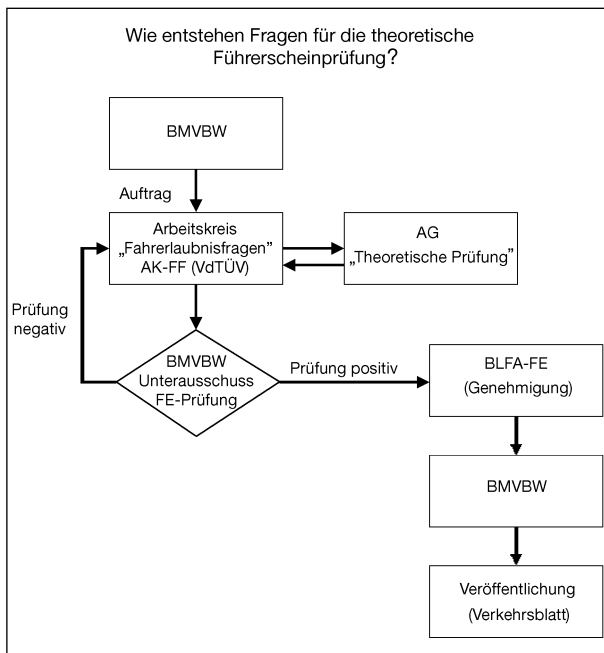 Wie entstehen Fragen für die theoretische
Führerscheinprüfung?
BMVBW
Auftrag
Arbeitskreis
„Fahrerlaubnisfragen”
AK-FF (VdTÜV)
AG
„Theoretische Prüfung”
Prüfung
negativ
BMVBW
Unterausschuss
FE-Prüfung
Prüfung positiv
BLFA-FE
(Genehmigung)
BMVBW
Veröffentlichung
(Verkehrsblatt)